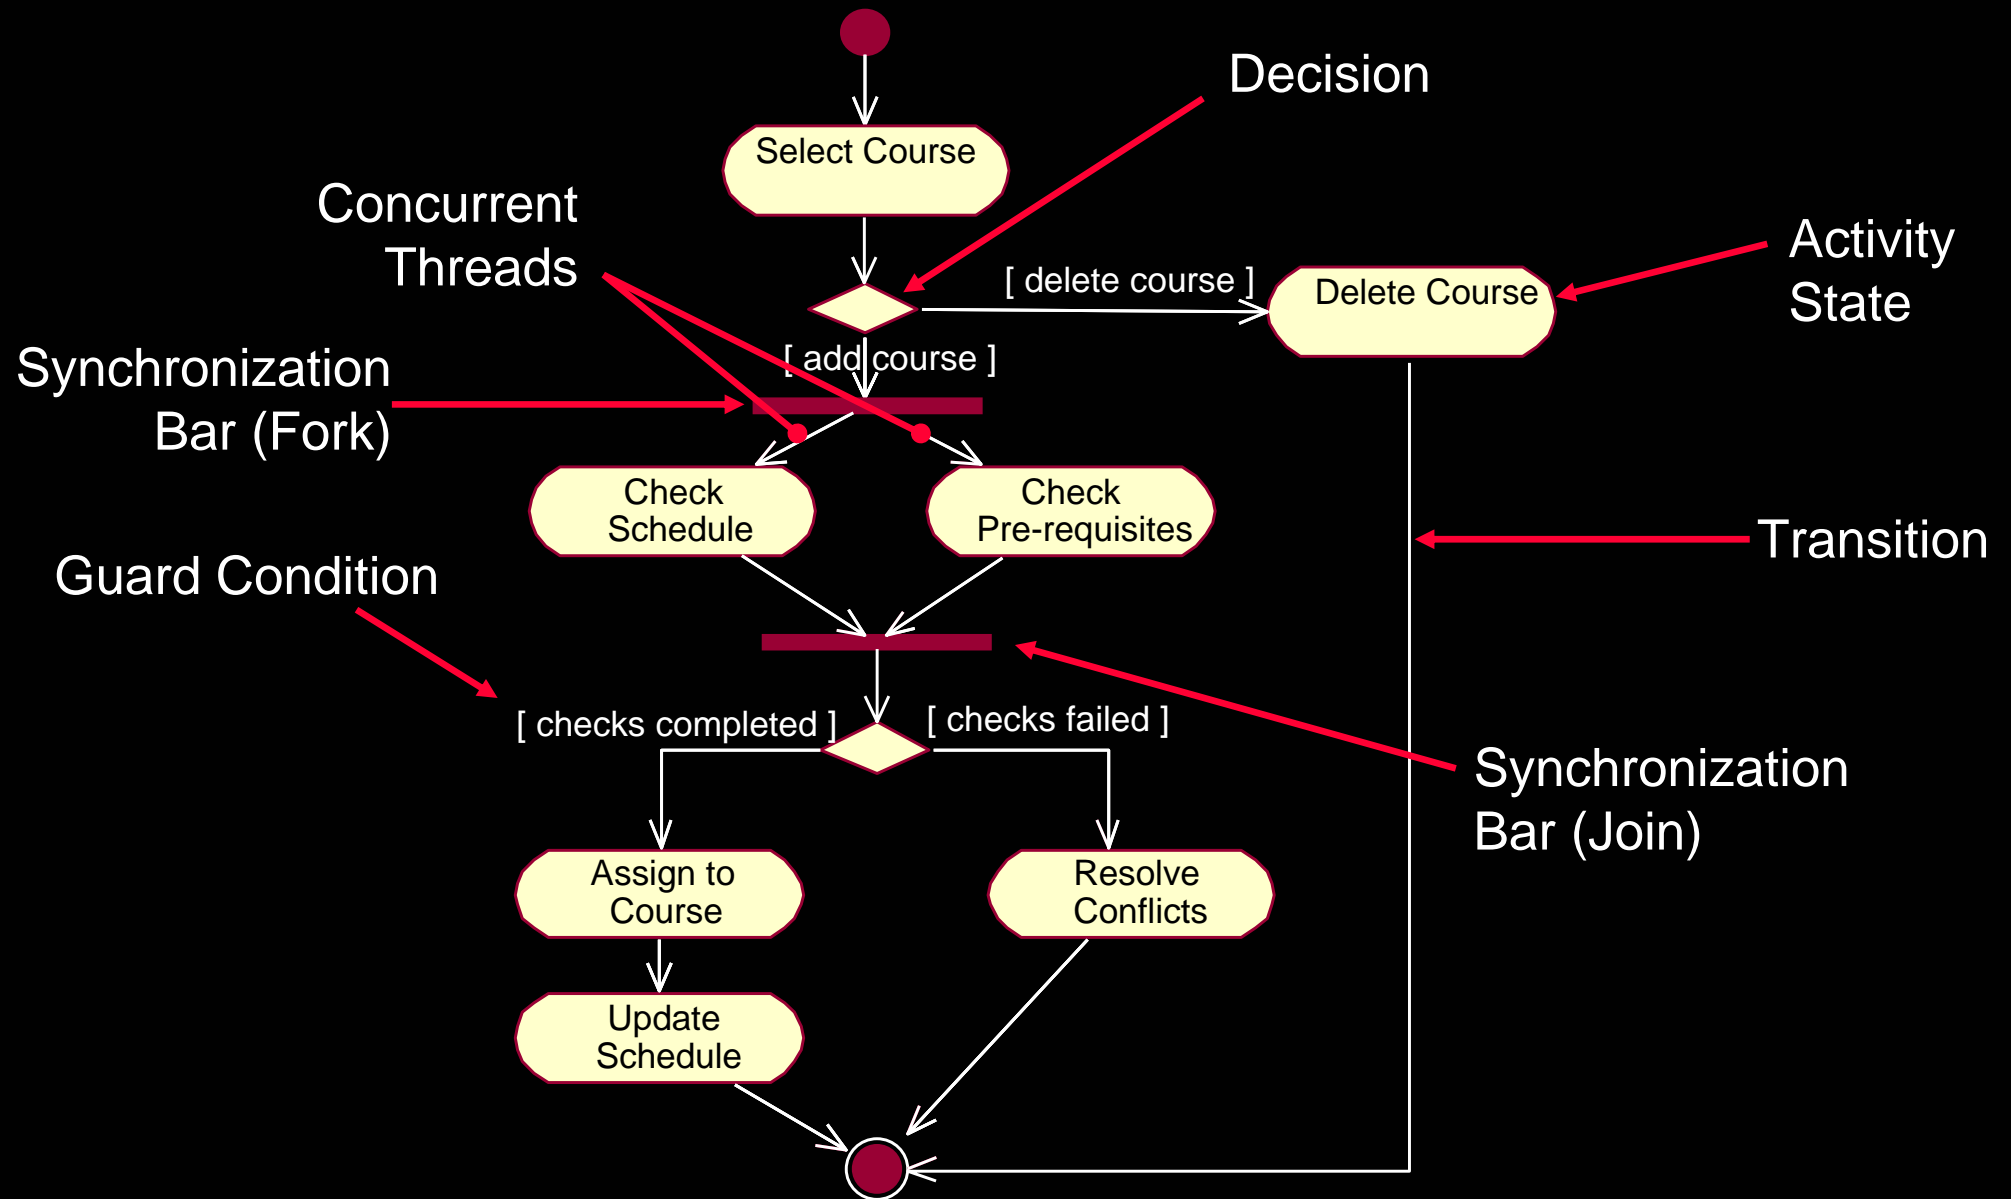 Decision
Select Course
Concurrent
Threads
Activity
State
[ delete course ]
Delete Course
[ add course ]
Synchronization
Bar (Fork)
Check
Schedule
Check
Pre-requisites
Transition
Guard Condition
[ checks completed ]
[ checks failed ]
Synchronization
Bar (Join)
Assign to
Course
Resolve
Conflicts
Update
Schedule